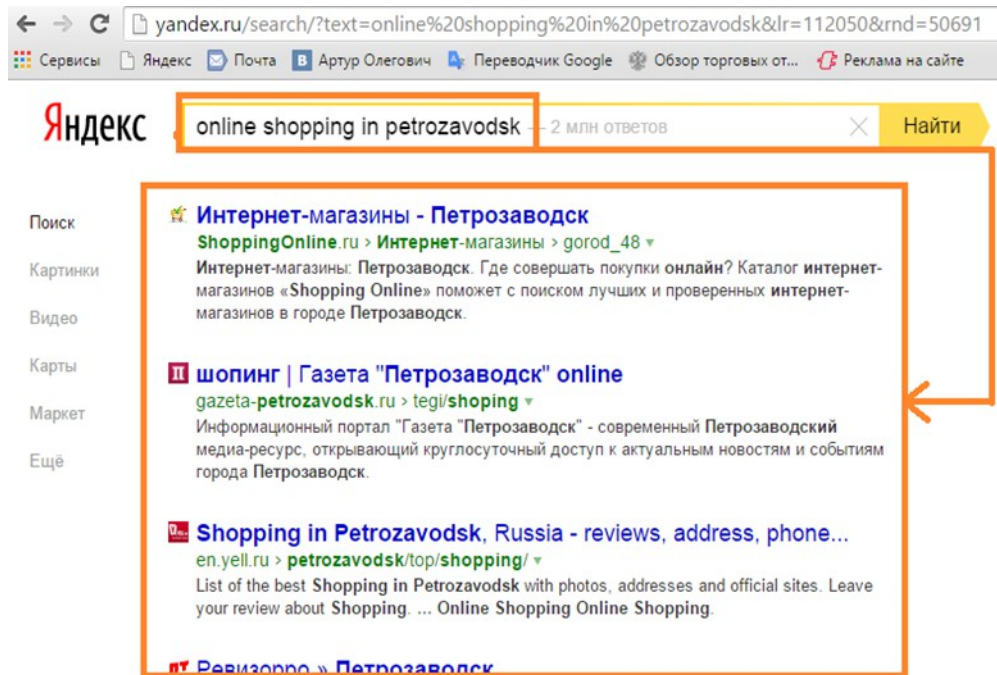 yandex.ru/search/?text=online%20shopping%20in%20petrozavodsk&lr=112050&rnd=50691
Сервисы Яндекс Почта Артур Олегович Переводчик Google Обзор торговых от... Реклама на сайте
Яндекс online shopping in petrozavodsk — 2 млн ответов Найти
Поиск
Картинки
Видео
Карты
Маркет
Ещё
Интернет-магазины - Петрозаводск
ShoppingOnline.ru > Интернет-магазины > gorod_48
Интернет-магазины: Петрозаводск. Где совершать покупки онлайн? Каталог интернет-
магазинов «Shopping Online» поможет с поиском лучших и проверенных интернет-
магазинов в городе Петрозаводск.
шопинг | Газета "Петрозаводск" online
gazeta-petrozavodsk.ru > tegi/shoping
Информационный портал "Газета "Петрозаводск" - современный Петрозаводский
медиа-ресурс, открывающий круглосуточный доступ к актуальным новостям и событиям
города Петрозаводск.
Shopping in Petrozavodsk, Russia - reviews, address, phone...
en.yell.ru > petrozavodsk/top/shopping/
List of the best Shopping in Petrozavodsk with photos, addresses and official sites. Leave
your review about Shopping. ... Online Shopping Online Shopping.
Ревизорро » Петрозаводск